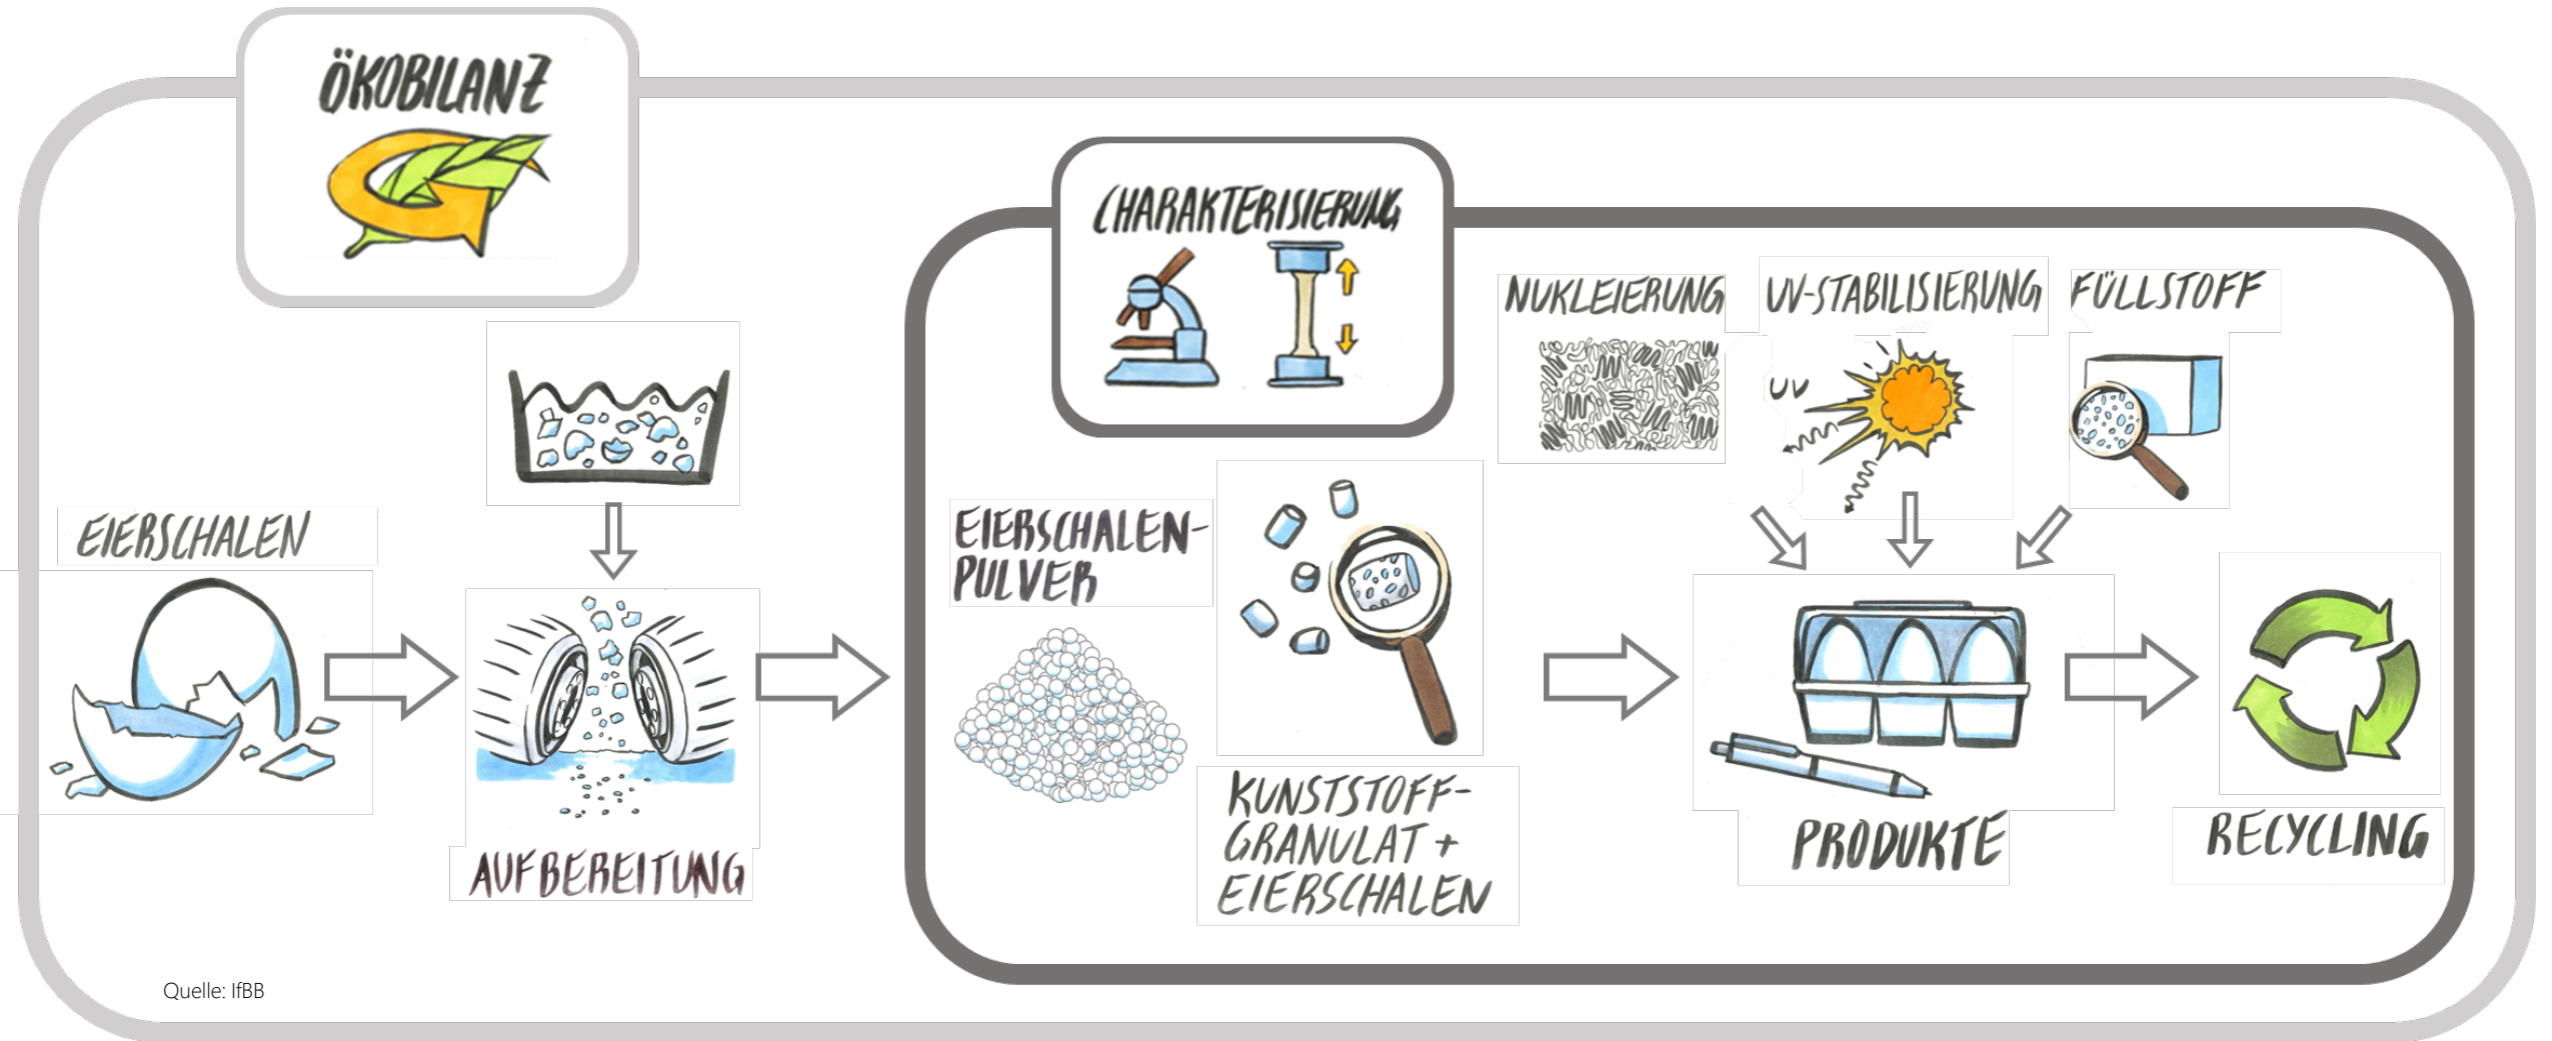 ÖKOBILANZ
CHARAKTERISIERUNG
NUKLEIERUNG
UV-STABILISIERUNG
FÜLLSTOFF
UV
EIERSCHALEN
EIERSCHALEN-
PULVER
KUNSTSTOFF-
GRANULAT +
EIERSCHALEN
AUFBEREITUNG
PRODUKTE
RECYCLING
Quelle: IfBB